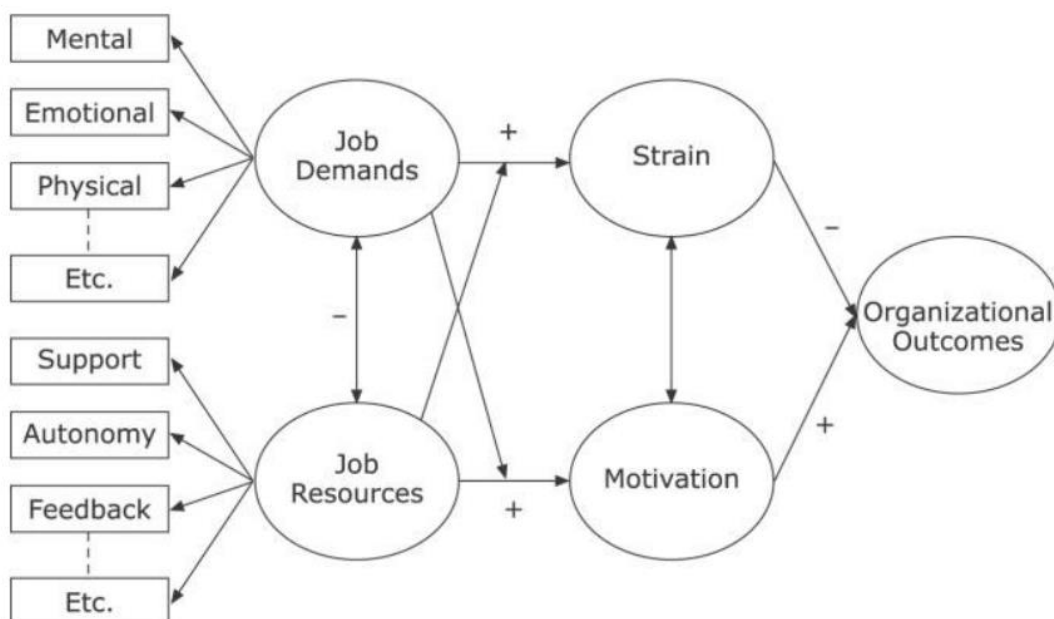 Mental
Emotional
Physical
Etc.
Support
Autonomy
Feedback
Etc.
Job
Demands
Job
Resources
+
–
+
Strain
Motivation
–
+
Organizational
Outcomes